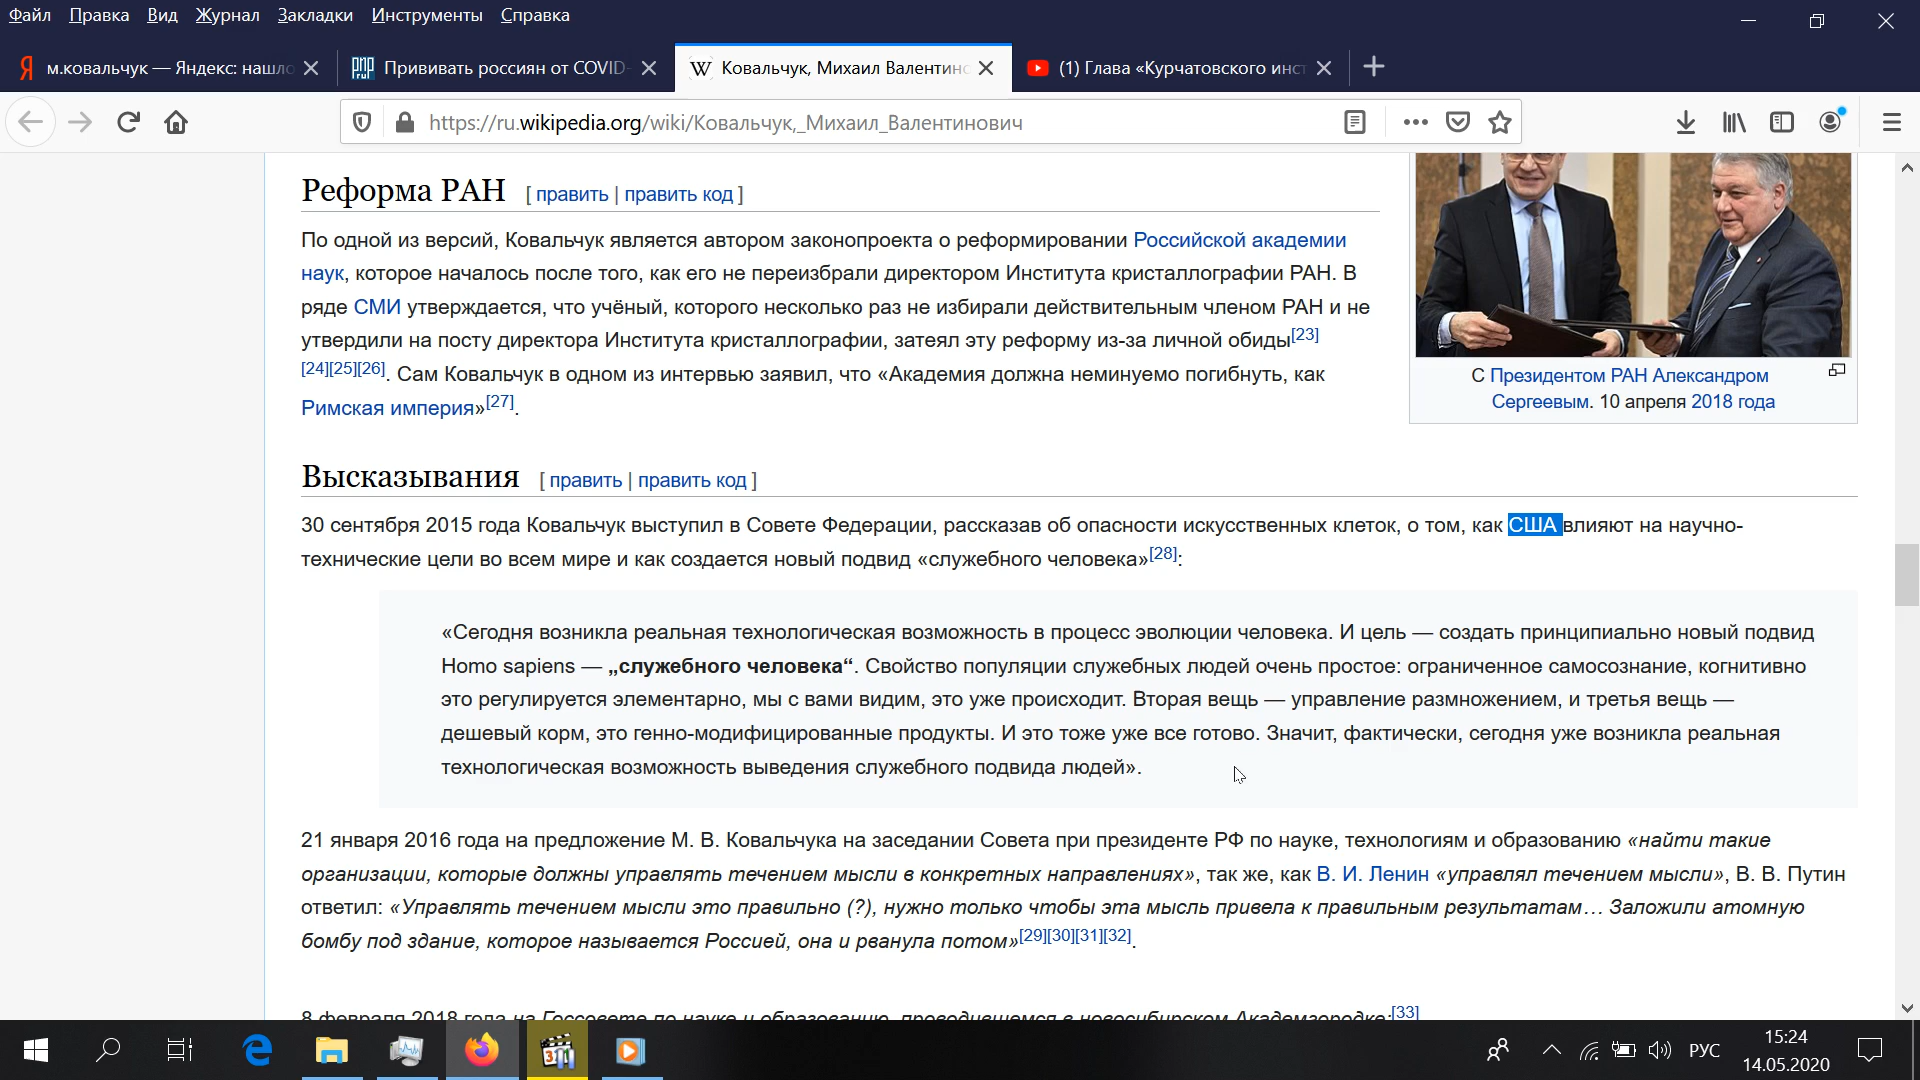 Файл Правка Вид Журнал Закладки Инструменты Справка
м.ковальчук — Яндекс: нашло
Прививать россиян от COVID-
Ковальчук, Михаил Валентино
(1) Глава «Курчатовского инст
https://ru.wikipedia.org/wiki/Ковальчук,_Михаил_Валентинович
Реформа РАН [ править | править код ]
По одной из версий, Ковальчук является автором законопроекта о реформировании Российской академии
наук, которое началось после того, как его не переизбрали директором Института кристаллографии РАН. В
ряде СМИ утверждается, что учёный, которого несколько раз не избирали действительным членом РАН и не
утвердили на посту директора Института кристаллографии, затеял эту реформу из-за личной обиды[23]
[24][25][26]. Сам Ковальчук в одном из интервью заявил, что «Академия должна неминуемо погибнуть, как
Римская империя»[27].
С Президентом РАН Александром
Сергеевым. 10 апреля 2018 года
Высказывания [ править | править код ]
30 сентября 2015 года Ковальчук выступил в Совете Федерации, рассказав об опасности искусственных клеток, о том, как США влияют на научно-
технические цели во всем мире и как создается новый подвид «служебного человека»[28]:
«Сегодня возникла реальная технологическая возможность в процесс эволюции человека. И цель — создать принципиально новый подвид
Homo sapiens — „служебного человека“. Свойство популяции служебных людей очень простое: ограниченное самосознание, когнитивно
это регулируется элементарно, мы с вами видим, это уже происходит. Вторая вещь — управление размножением, и третья вещь —
дешевый корм, это генно-модифицированные продукты. И это тоже уже все готово. Значит, фактически, сегодня уже возникла реальная
технологическая возможность выведения служебного подвида людей».
21 января 2016 года на предложение М. В. Ковальчука на заседании Совета при президенте РФ по науке, технологиям и образованию «найти такие
организации, которые должны управлять течением мысли в конкретных направлениях», так же, как В. И. Ленин «управлял течением мысли», В. В. Путин
ответил: «Управлять течением мысли это правильно (?), нужно только чтобы эта мысль привела к правильным результатам… Заложили атомную
бомбу под здание, которое называется Россией, она и рванула потом»[29][30][31][32].
8 февраля 2018 года на Госсовете по науке и образованию, проводившемся в новосибирском Академгородке:[33]
РУС
15:24
14.05.2020